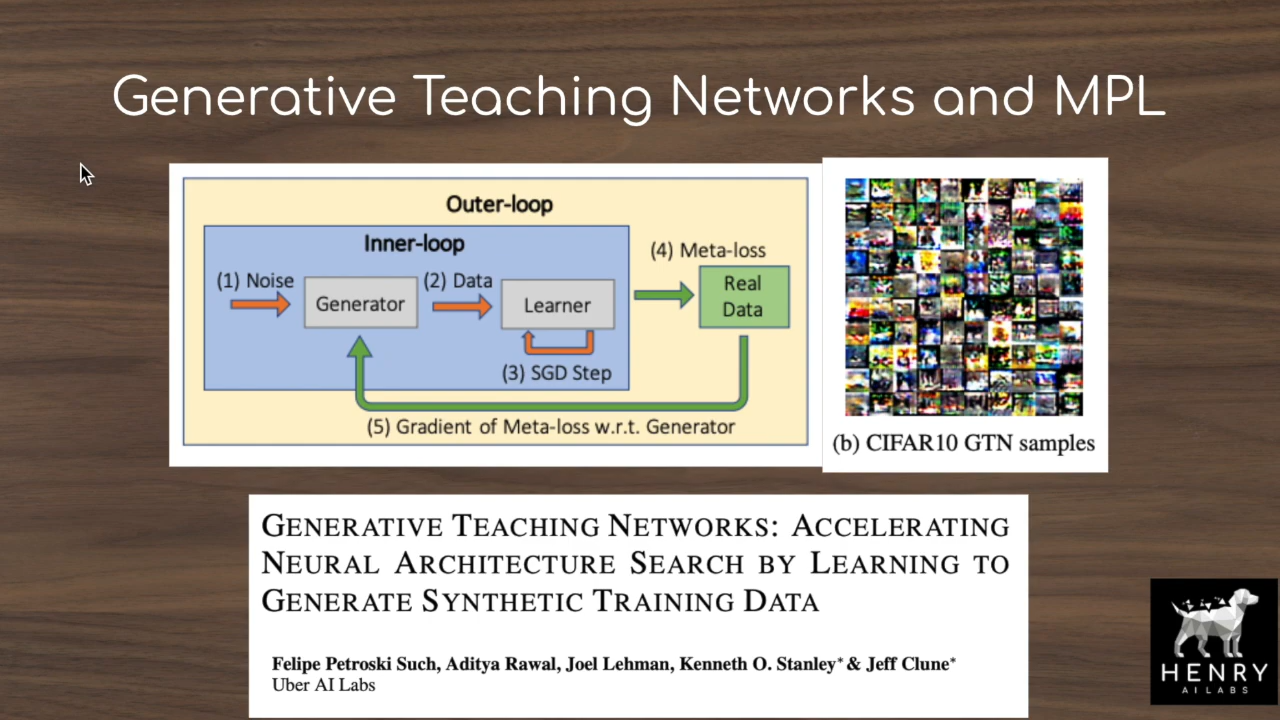 Generative Teaching Networks and MPL
Outer-loop
Inner-loop
(1) Noise
Generator
(2) Data
Learner
(3) SGD Step
(4) Meta-loss
Real
Data
(5) Gradient of Meta-loss w.r.t. Generator
(b) CIFAR10 GTN samples
GENERATIVE TEACHING NETWORKS: ACCELERATING
NEURAL ARCHITECTURE SEARCH BY LEARNING TO
GENERATE SYNTHETIC TRAINING DATA
Felipe Petroski Such, Aditya Rawal, Joel Lehman, Kenneth O. Stanley* & Jeff Clune*
Uber AI Labs
HENRY
AI LABS